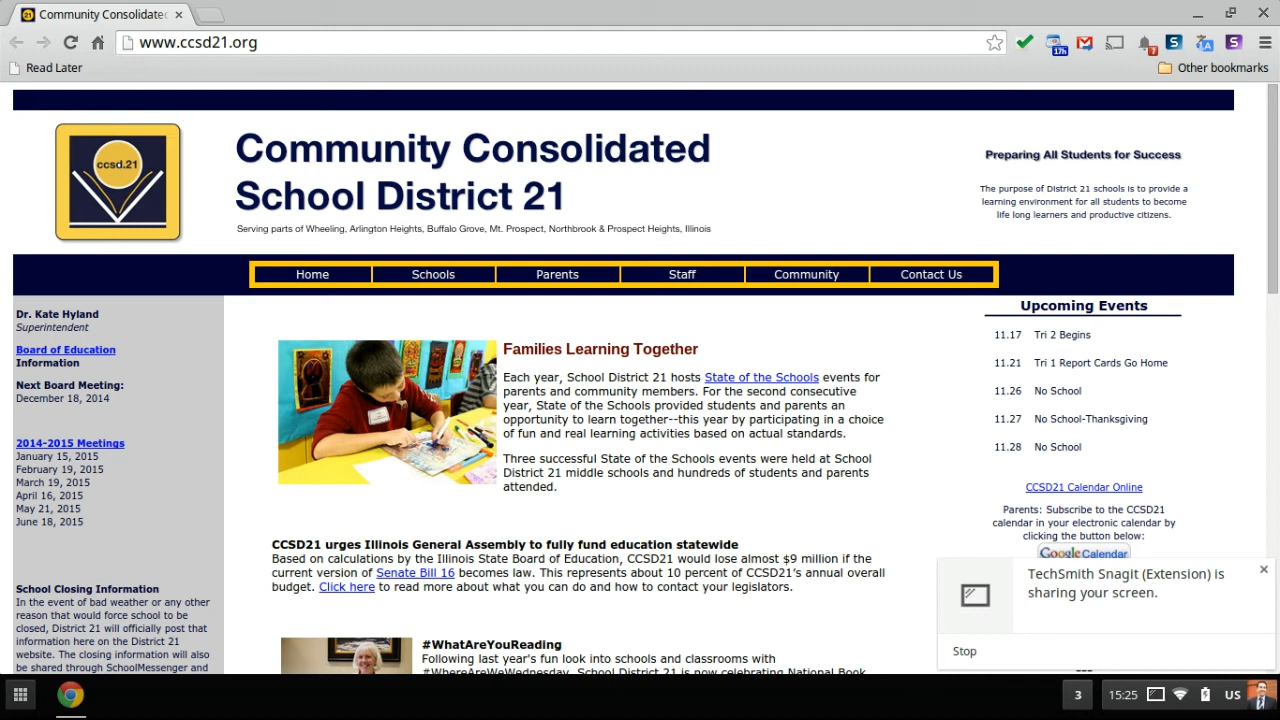 Community Consolidated
www.ccsd21.org
17h
7
Read Later
Other bookmarks
ccsd.21
Community Consolidated
School District 21
Serving parts of Wheeling, Arlington Heights, Buffalo Grove, Mt. Prospect, Northbrook & Prospect Heights, Illinois
Preparing All Students for Success
The purpose of District 21 schools is to provide a
learning environment for all students to become
life long learners and productive citizens.
Home Schools Parents Staff Community Contact Us
Dr. Kate Hyland
Superintendent
Board of Education
Information
Next Board Meeting:
December 18, 2014
2014-2015 Meetings
January 15, 2015
February 19, 2015
March 19, 2015
April 16, 2015
May 21, 2015
June 18, 2015
School Closing Information
In the event of bad weather or any other
reason that would force school to be
closed, District 21 will officially post that
information here on the District 21
website. The closing information will also
be shared through SchoolMessenger and
Families Learning Together
Each year, School District 21 hosts State of the Schools events for
parents and community members. For the second consecutive
year, State of the Schools provided students and parents an
opportunity to learn together--this year by participating in a choice
of fun and real learning activities based on actual standards.
Three successful State of the Schools events were held at School
District 21 middle schools and hundreds of students and parents
attended.
CCSD21 urges Illinois General Assembly to fully fund education statewide
Based on calculations by the Illinois State Board of Education, CCSD21 would lose almost $9 million if the
current version of Senate Bill 16 becomes law. This represents about 10 percent of CCSD21's annual overall
budget. Click here to read more about what you can do and how to contact your legislators.
#WhatAreYouReading
Following last year's fun look into schools and classrooms with
#WhereAreWeWednesday, School District 21 is now celebrating National Book
Upcoming Events
11.17 Tri 2 Begins
11.21 Tri 1 Report Cards Go Home
11.26 No School
11.27 No School-Thanksgiving
11.28 No School
CCSD21 Calendar Online
Parents: Subscribe to the CCSD21
calendar in your electronic calendar by
clicking the button below:
Google Calendar
TechSmith Snagit (Extension) is
sharing your screen.
Stop
3
15:25
US